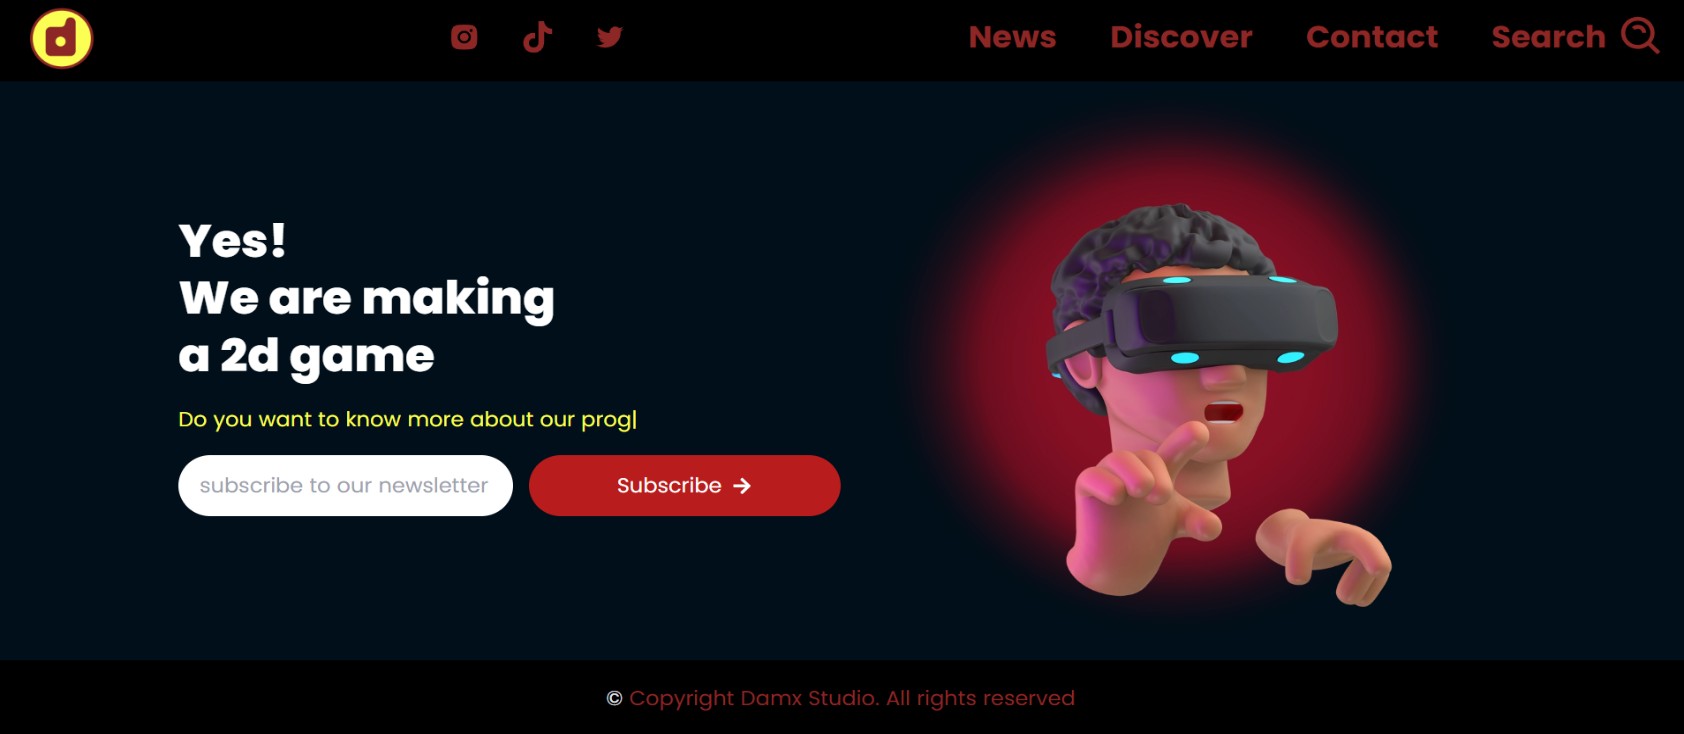 d
News Discover Contact Search
Yes!
We are making
a 2d game
Do you want to know more about our prog|
subscribe to our newsletter
Subscribe →
© Copyright Damx Studio. All rights reserved